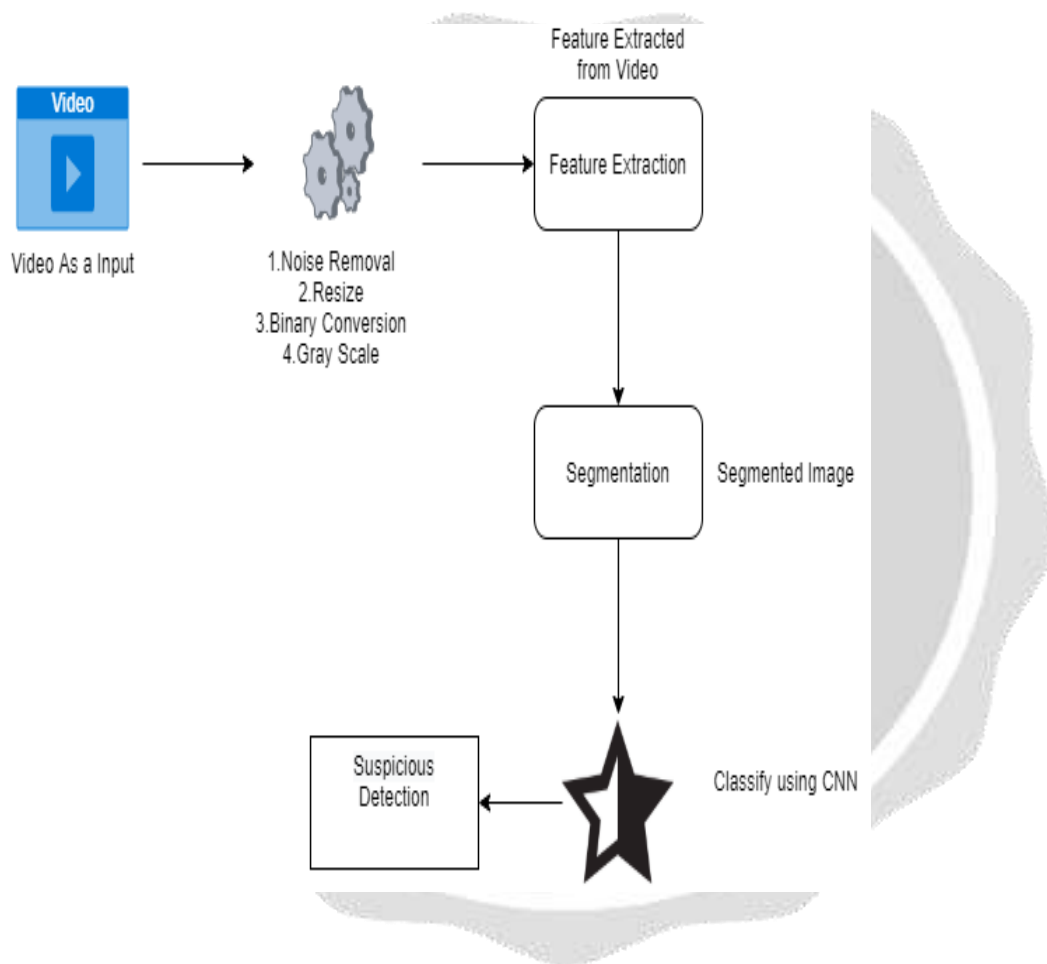 Video
Video As a Input
1.Noise Removal
2.Resize
3.Binary Conversion
4.Gray Scale
Feature Extracted
from Video
Feature Extraction
Segmentation
Segmented Image
Classify using CNN
Suspicious
Detection